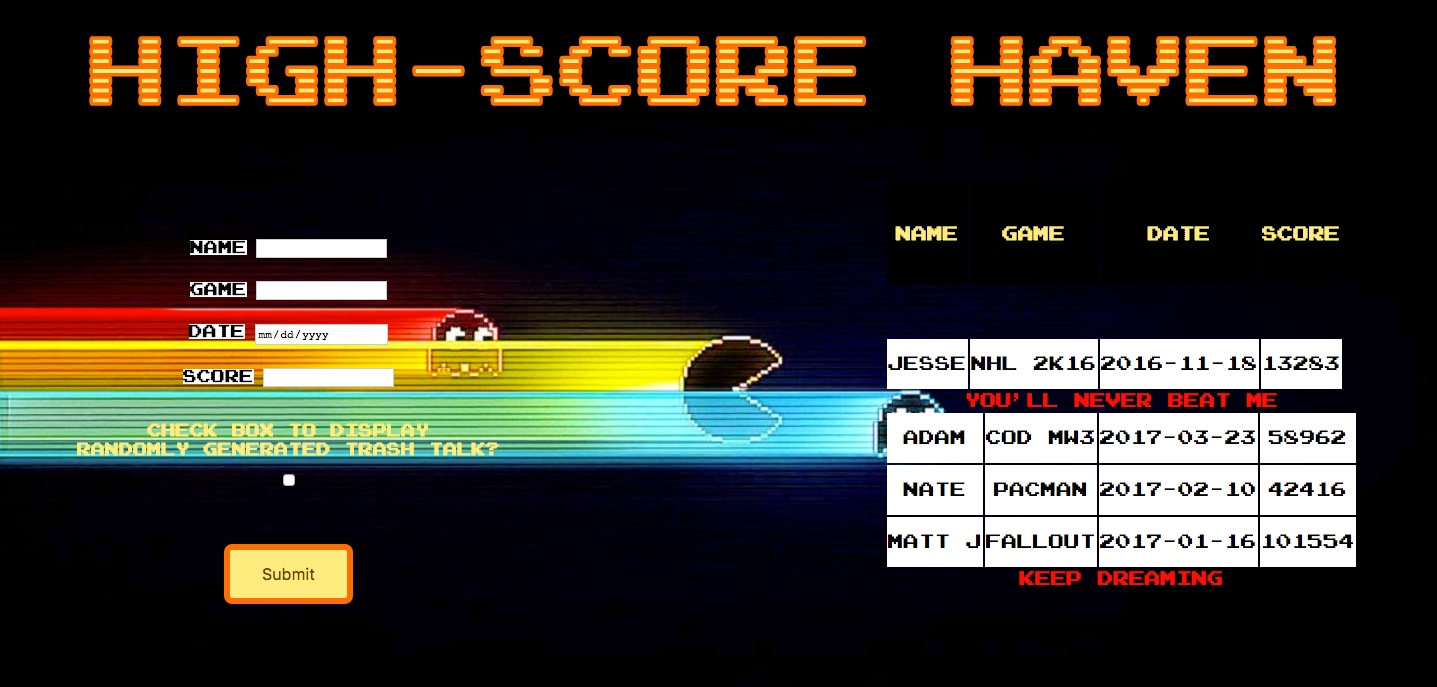 HIGH-SCORE HAVEN
NAME
GAME
DATE mm/dd/yyyy
SCORE
CHECK BOX TO DISPLAY
RANDOMLY GENERATED TRASH TALK?
Submit
NAME GAME DATE SCORE
JESSE NHL 2K16 2016-11-18 13283
YOU'LL NEVER BEAT ME
ADAM COD MW3 2017-03-23 58962
NATE PACMAN 2017-02-10 42416
MATT J FALLOUT 2017-01-16 101554
KEEP DREAMING